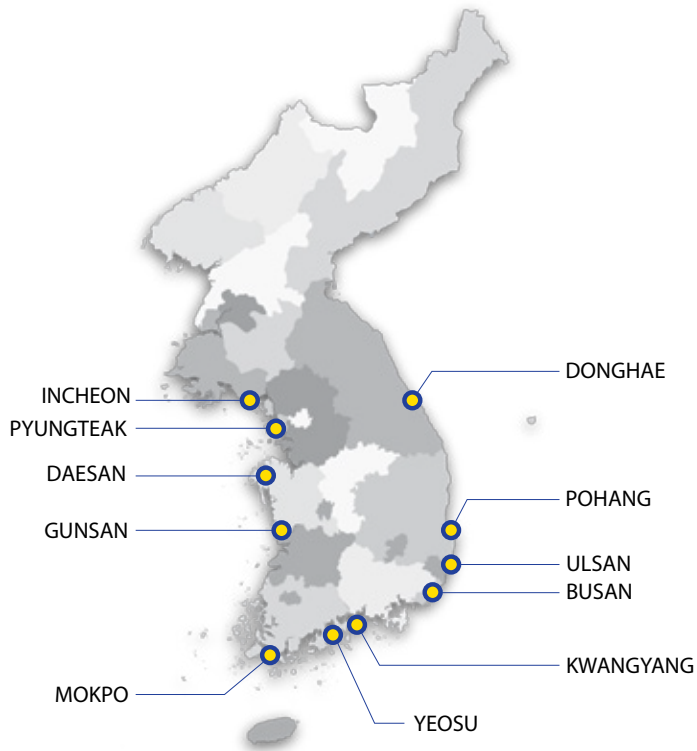 DONGHAE
INCHEON
PYUNGTEAK
DAESAN
POHANG
GUNSAN
ULSAN
BUSAN
KWANGYANG
MOKPO
YEOSU